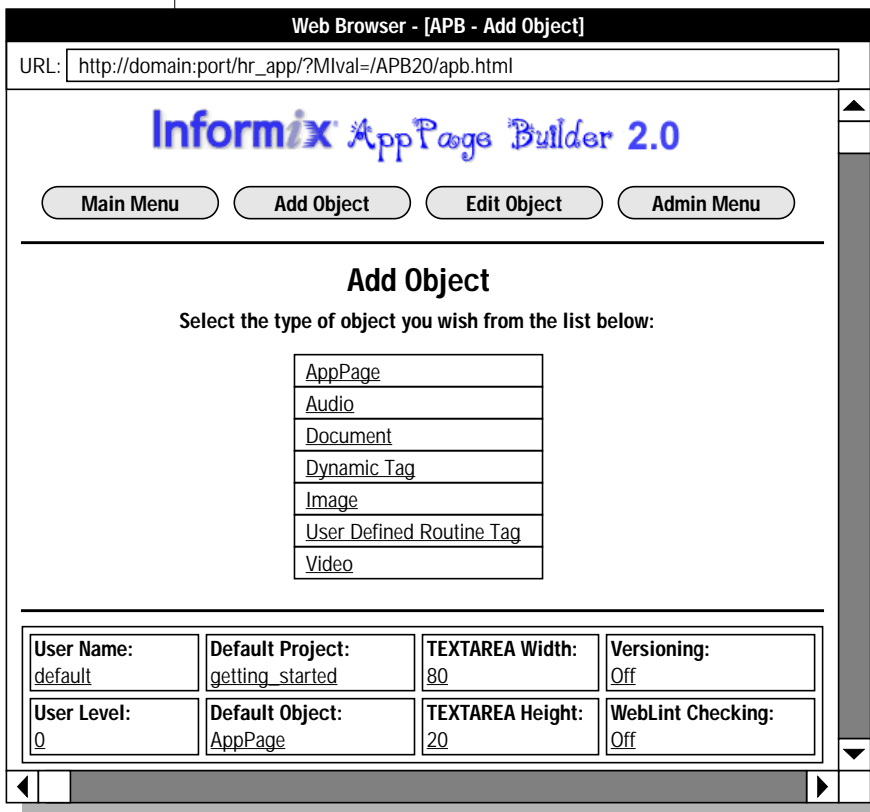 Web Browser - [APB - Add Object]
URL: http://domain:port/hr_app/?MIval=/APB20/apb.html
Informix AppPage Builder 2.0
Main Menu Add Object Edit Object Admin Menu
Add Object
Select the type of object you wish from the list below:
AppPage
Audio
Document
Dynamic Tag
Image
User Defined Routine Tag
Video
User Name: Default Project: TEXTAREA Width: Versioning:
default getting_started 80 Off
User Level: Default Object: TEXTAREA Height: WebLint Checking:
0 AppPage 20 Off